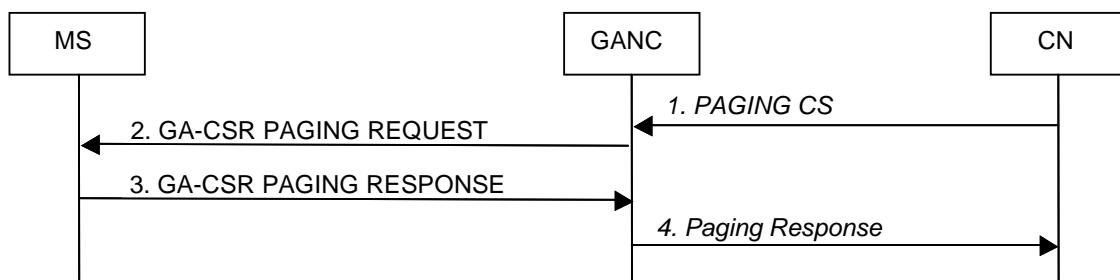 MS
GANC
CN
1. PAGING CS
2. GA-CSR PAGING REQUEST
3. GA-CSR PAGING RESPONSE
4. Paging Response